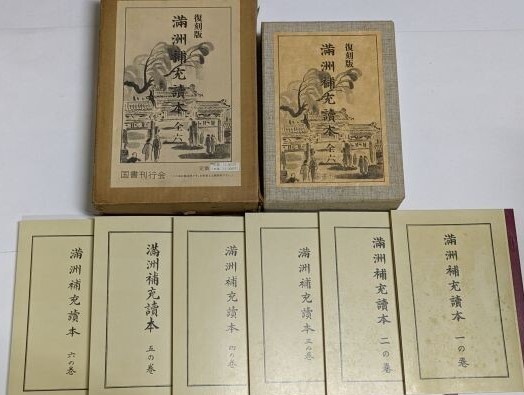 復刻版
滿洲補充讀本 全六
国書刊行会
復刻版
滿洲補充讀本 全六
滿洲補充讀本 一の巻
滿洲補充讀本 二の巻
滿洲補充讀本 三の巻
滿洲補充讀本 四の巻
滿洲補充讀本 五の巻
滿洲補充讀本 六の巻